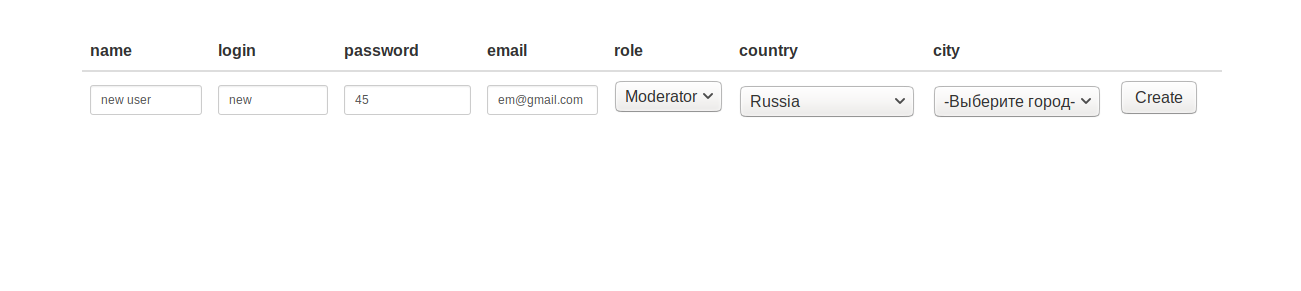 name login password email role country city
new user new 45 em@gmail.com Moderator Russia -Выберите город- Create